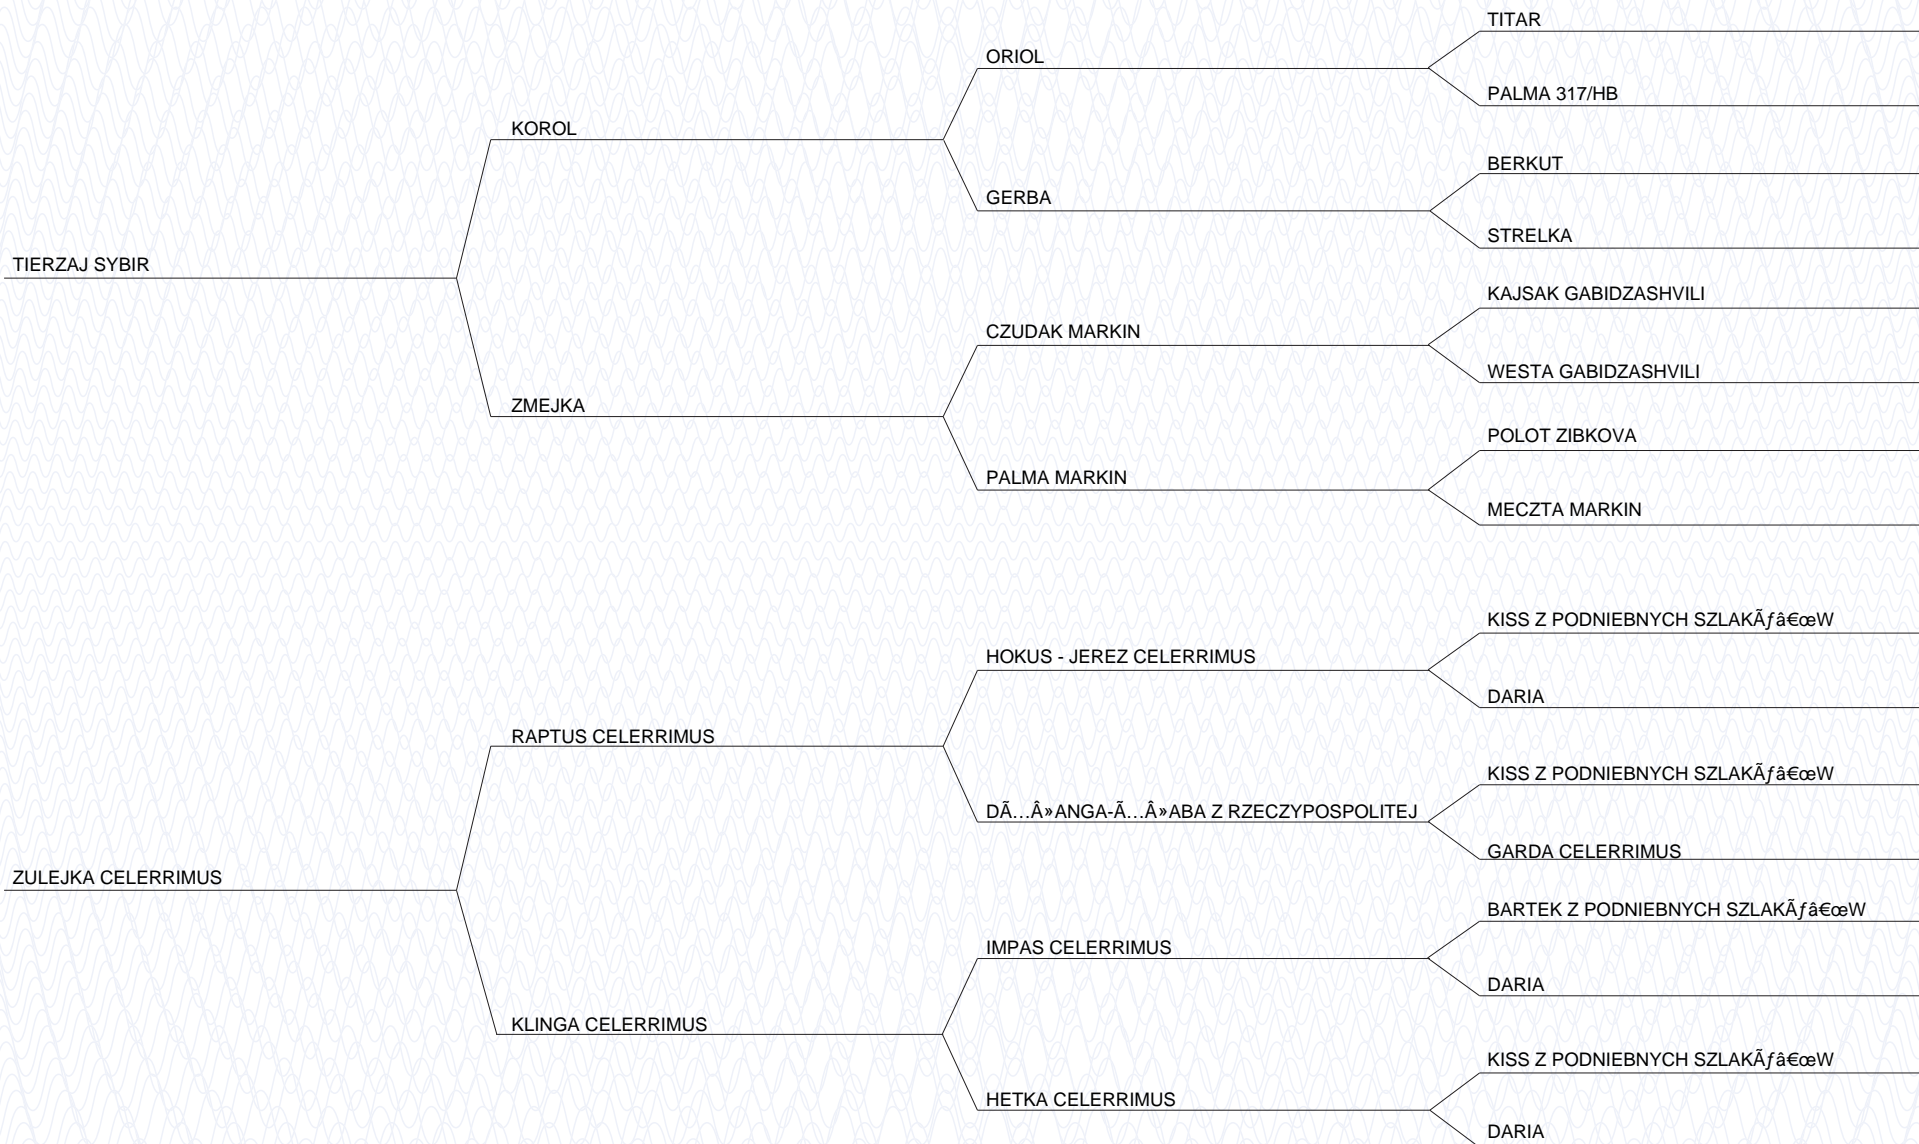 TITAR
ORIOL
PALMA 317/HB
KOROL
BERKUT
GERBA
STRELKA
TIERZAJ SYBIR
KAJSAK GABIDZASHVILI
CZUDAK MARKIN
WESTA GABIDZASHVILI
ZMEJKA
POLOT ZIBKOVA
PALMA MARKIN
MECZTA MARKIN
KISS Z PODNIEBNYCH SZLAKÃƒâ€œW
HOKUS - JEREZ CELERRIMUS
DARIA
RAPTUS CELERRIMUS
KISS Z PODNIEBNYCH SZLAKÃƒâ€œW
DÃ…Â»ANGA-Ã…Â»ABA Z RZECZYPOSPOLITEJ
GARDA CELERRIMUS
ZULEJKA CELERRIMUS
BARTEK Z PODNIEBNYCH SZLAKÃƒâ€œW
IMPAS CELERRIMUS
DARIA
KLINGA CELERRIMUS
KISS Z PODNIEBNYCH SZLAKÃƒâ€œW
HETKA CELERRIMUS
DARIA